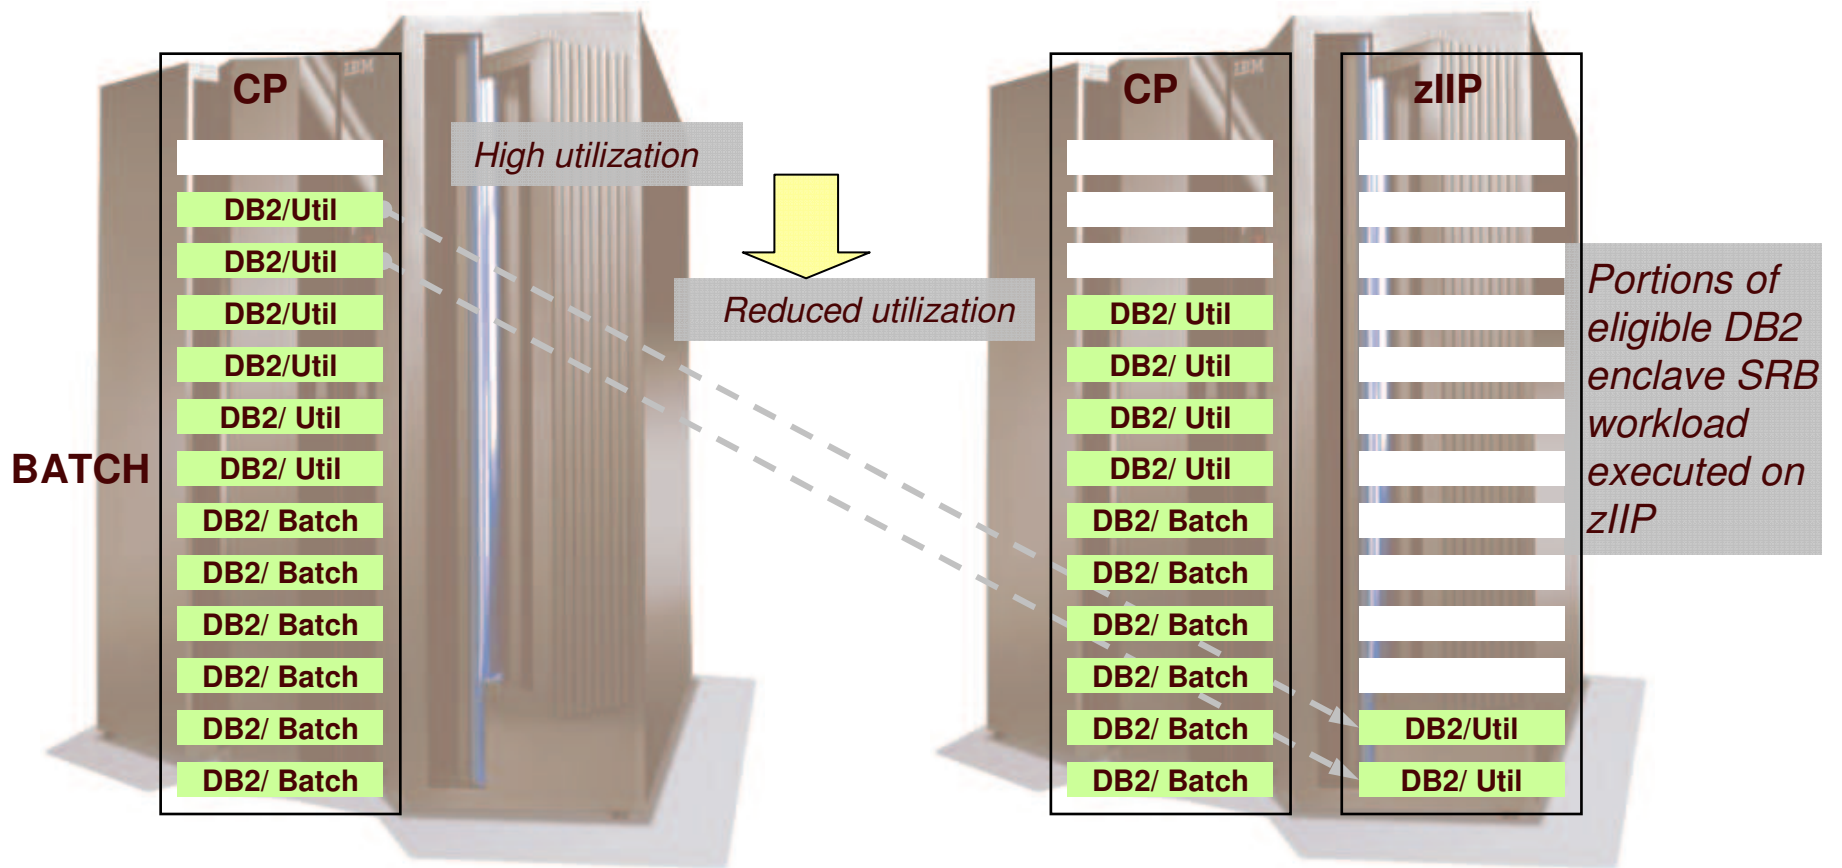 CP
IBM
High utilization
DB2/Util
DB2/Util
DB2/Util
DB2/Util
DB2/ Util
DB2/ Util
DB2/ Batch
DB2/ Batch
DB2/ Batch
DB2/ Batch
DB2/ Batch
DB2/ Batch
BATCH
Reduced utilization
CP
IBM
DB2/ Util
DB2/ Util
DB2/ Util
DB2/ Util
DB2/ Batch
DB2/ Batch
DB2/ Batch
DB2/ Batch
DB2/ Batch
DB2/ Batch
zIIP
DB2/Util
DB2/ Util
Portions of
eligible DB2
enclave SRB
workload
executed on
zIIP